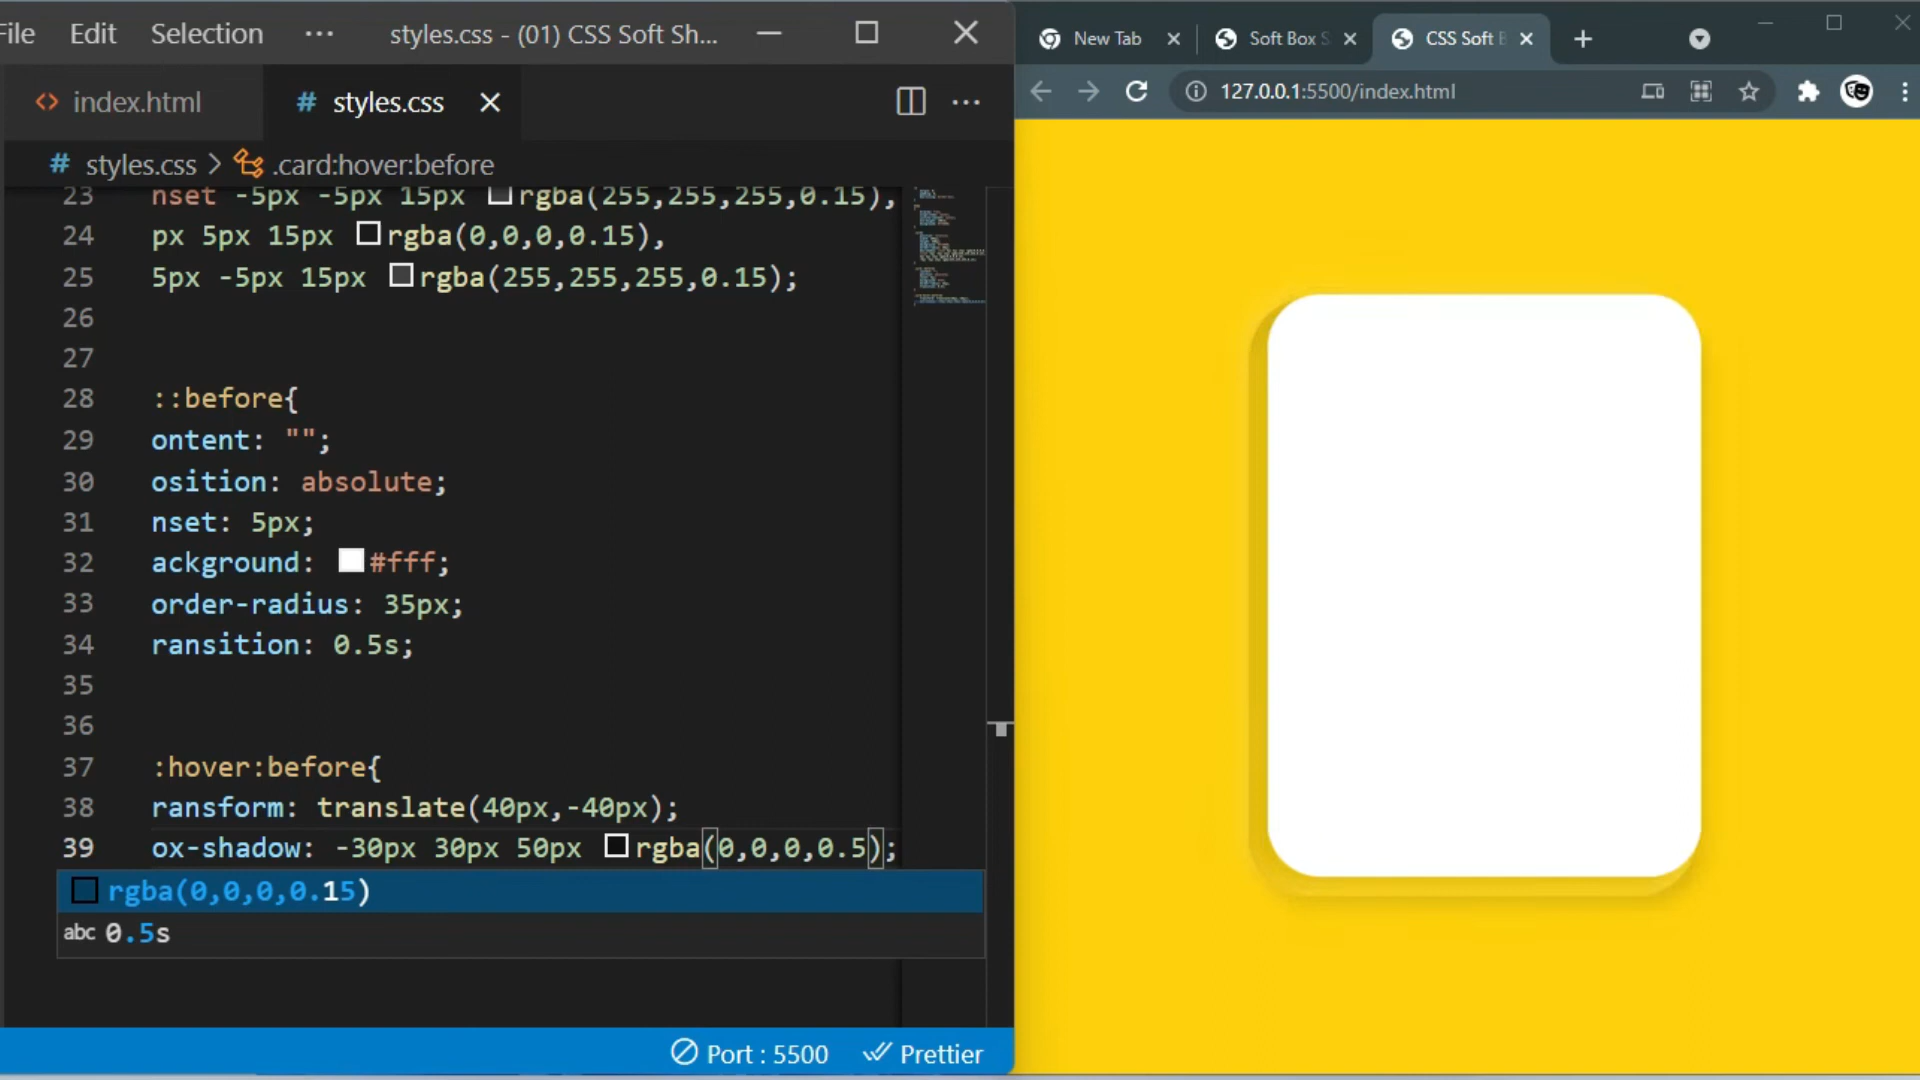 File Edit Selection ··· styles.css - (01) CSS Soft Sh...
index.html # styles.css
# styles.css > .card:hover:before
23 nset -5px -5px 15px rgba(255,255,255,0.15),
24 px 5px 15px rgba(0,0,0,0.15),
25 5px -5px 15px rgba(255,255,255,0.15);
26
27
28 ::before{
29 ontent: "";
30 osition: absolute;
31 nset: 5px;
32 ackground: #fff;
33 order-radius: 35px;
34 ransition: 0.5s;
35
36
37 :hover:before{
38 ransform: translate(40px,-40px);
39 ox-shadow: -30px 30px 50px rgba(0,0,0,0.5);
rgba(0,0,0,0.15)
abc 0.5s
Port : 5500 Prettier
New Tab Soft Box S CSS Soft B
127.0.0.1:5500/index.html